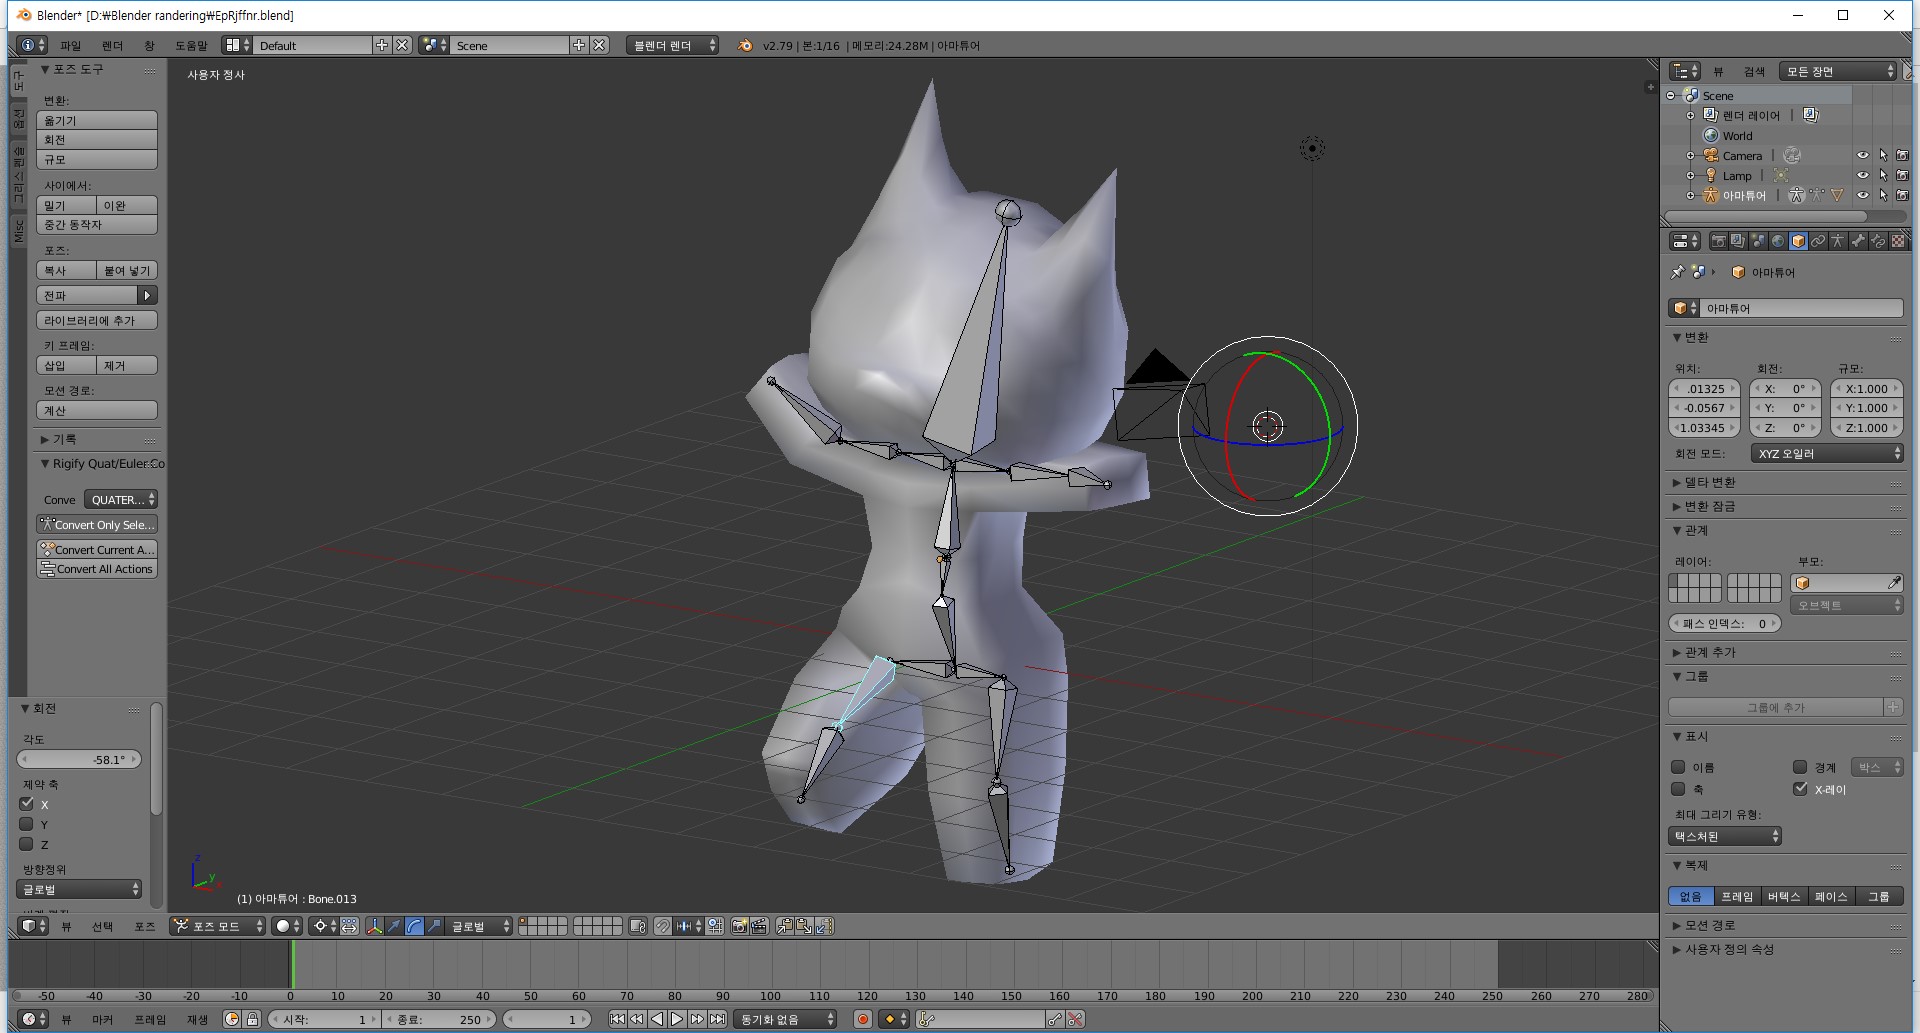 Blender* [D:₩Blender randering₩EpRjffnr.blend]
파일 렌더 창 도움말 Default Scene 블렌더 렌더 v2.79 | 본:1/16 | 메모리:24.28M | 아마튜어
도구
옵션
그리스 펜슬
Misc
▼ 포즈 도구
변환:
옮기기
회전
규모
사이에서:
밀기 이완
중간 동작자
포즈:
복사 붙여 넣기
전파
라이브러리에 추가
키 프레임:
삽입 제거
모션 경로:
계산
▶ 기록
▼ Rigify Quat/Euler Co
Conve QUATER...
Convert Only Sele...
Convert Current A...
Convert All Actions
▼ 회전
각도
-58.1°
제약 축
X
Y
Z
방향정위
글로벌
사용자 정사
z
y
(1) 아마튜어 : Bone.013
뷰 선택 포즈 포즈 모드 글로벌
-50 -40 -30 -20 -10 0 10 20 30 40 50 60 70 80 90 100 110 120 130 140 150 160 170 180 190 200 210 220 230 240 250 260 270 280
뷰 마커 프레임 재생 시작: 1 종료: 250 1 동기화 없음
뷰 검색 모든 장면
Scene
렌더 레이어 |
World
Camera |
Lamp |
아마튜어 |
아마튜어
아마튜어
▼ 변환
위치: 회전: 규모:
.01325 X: 0° X:1.000
-0.0567 Y: 0° Y:1.000
1.03345 Z: 0° Z:1.000
회전 모드: XYZ 오일러
▶ 델타 변환
▶ 변환 잠금
▼ 관계
레이어: 부모:
오브젝트
패스 인덱스: 0
▶ 관계 추가
▼ 그룹
그룹에 추가
▼ 표시
이름 경계 박스
축 X-레이
최대 그리기 유형:
택스처된
▼ 복제
없음 프레임 버텍스 페이스 그룹
▶ 모션 경로
▶ 사용자 정의 속성